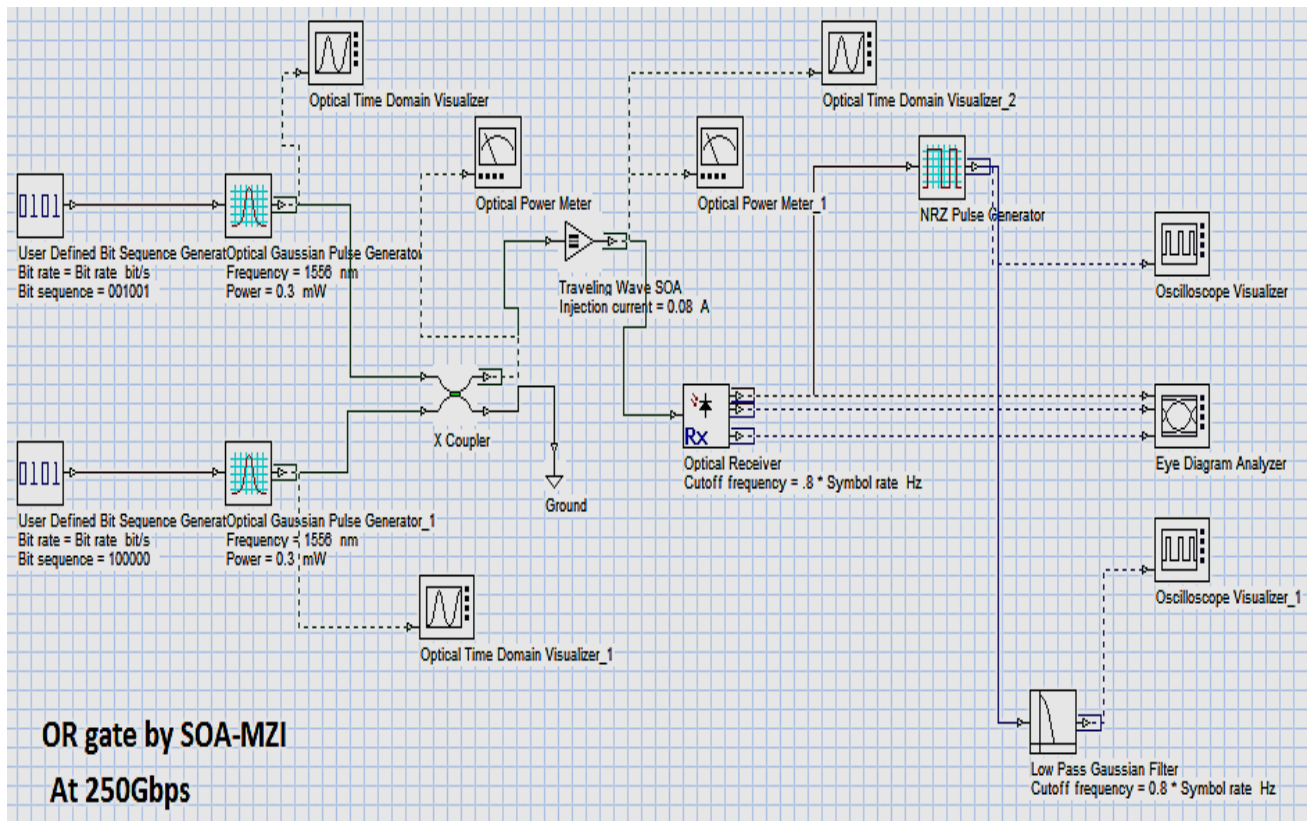 Optical Time Domain Visualizer
Optical Time Domain Visualizer_2
Optical Power Meter
Optical Power Meter_1
NRZ Pulse Generator
0101
User Defined Bit Sequence Generat
Bit rate = Bit rate bit/s
Bit sequence = 001001
Optical Gaussian Pulse Generator
Frequency = 1556 nm
Power = 0.3 mW
Traveling Wave SOA
Injection current = 0.08 A
Oscilloscope Visualizer
X Coupler
Rx
Optical Receiver
Cutoff frequency = .8 * Symbol rate Hz
Eye Diagram Analyzer
Ground
0101
User Defined Bit Sequence Generat
Bit rate = Bit rate bit/s
Bit sequence = 100000
Optical Gaussian Pulse Generator_1
Frequency = 1556 nm
Power = 0.3 mW
Oscilloscope Visualizer_1
Optical Time Domain Visualizer_1
OR gate by SOA-MZI
At 250Gbps
Low Pass Gaussian Filter
Cutoff frequency = 0.8 * Symbol rate Hz